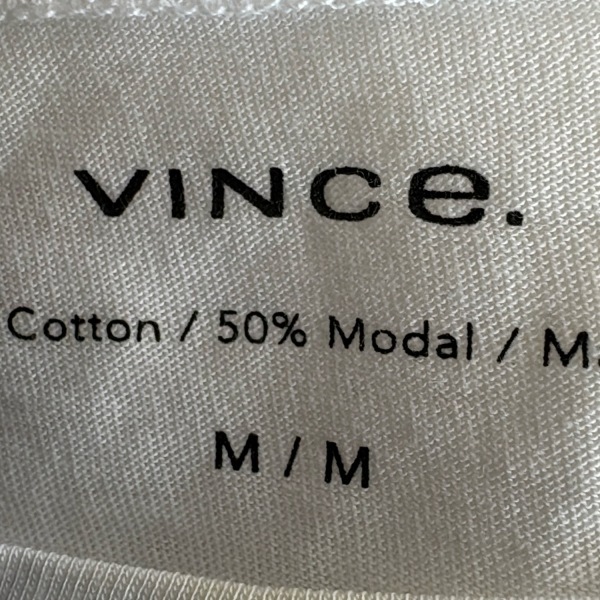 VINCe.
Cotton / 50% Modal / M
M / M